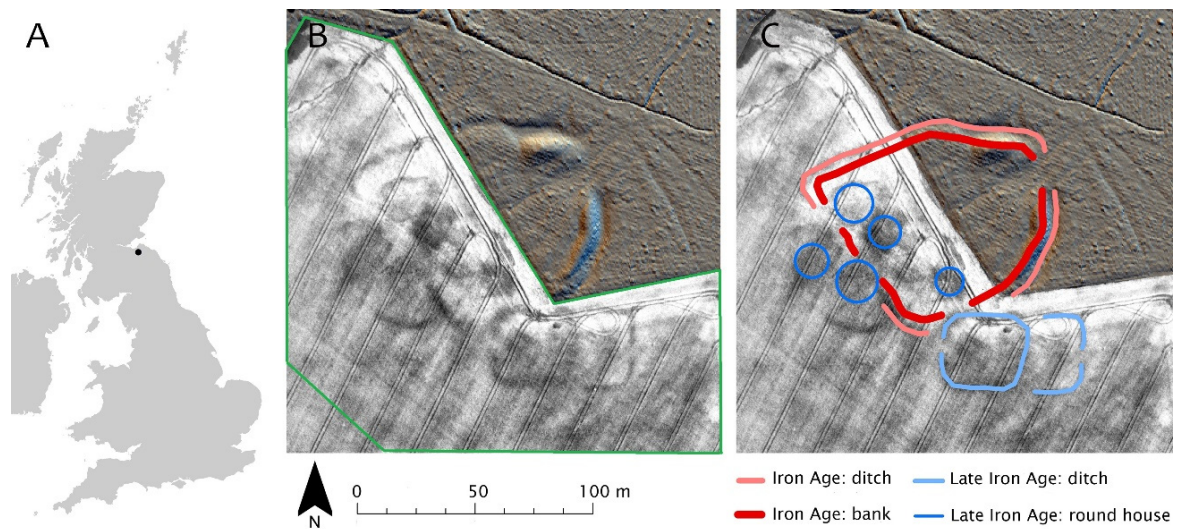 A
B
C
N
0 50 100 m
Iron Age: ditch
Late Iron Age: ditch
Iron Age: bank
Late Iron Age: round house